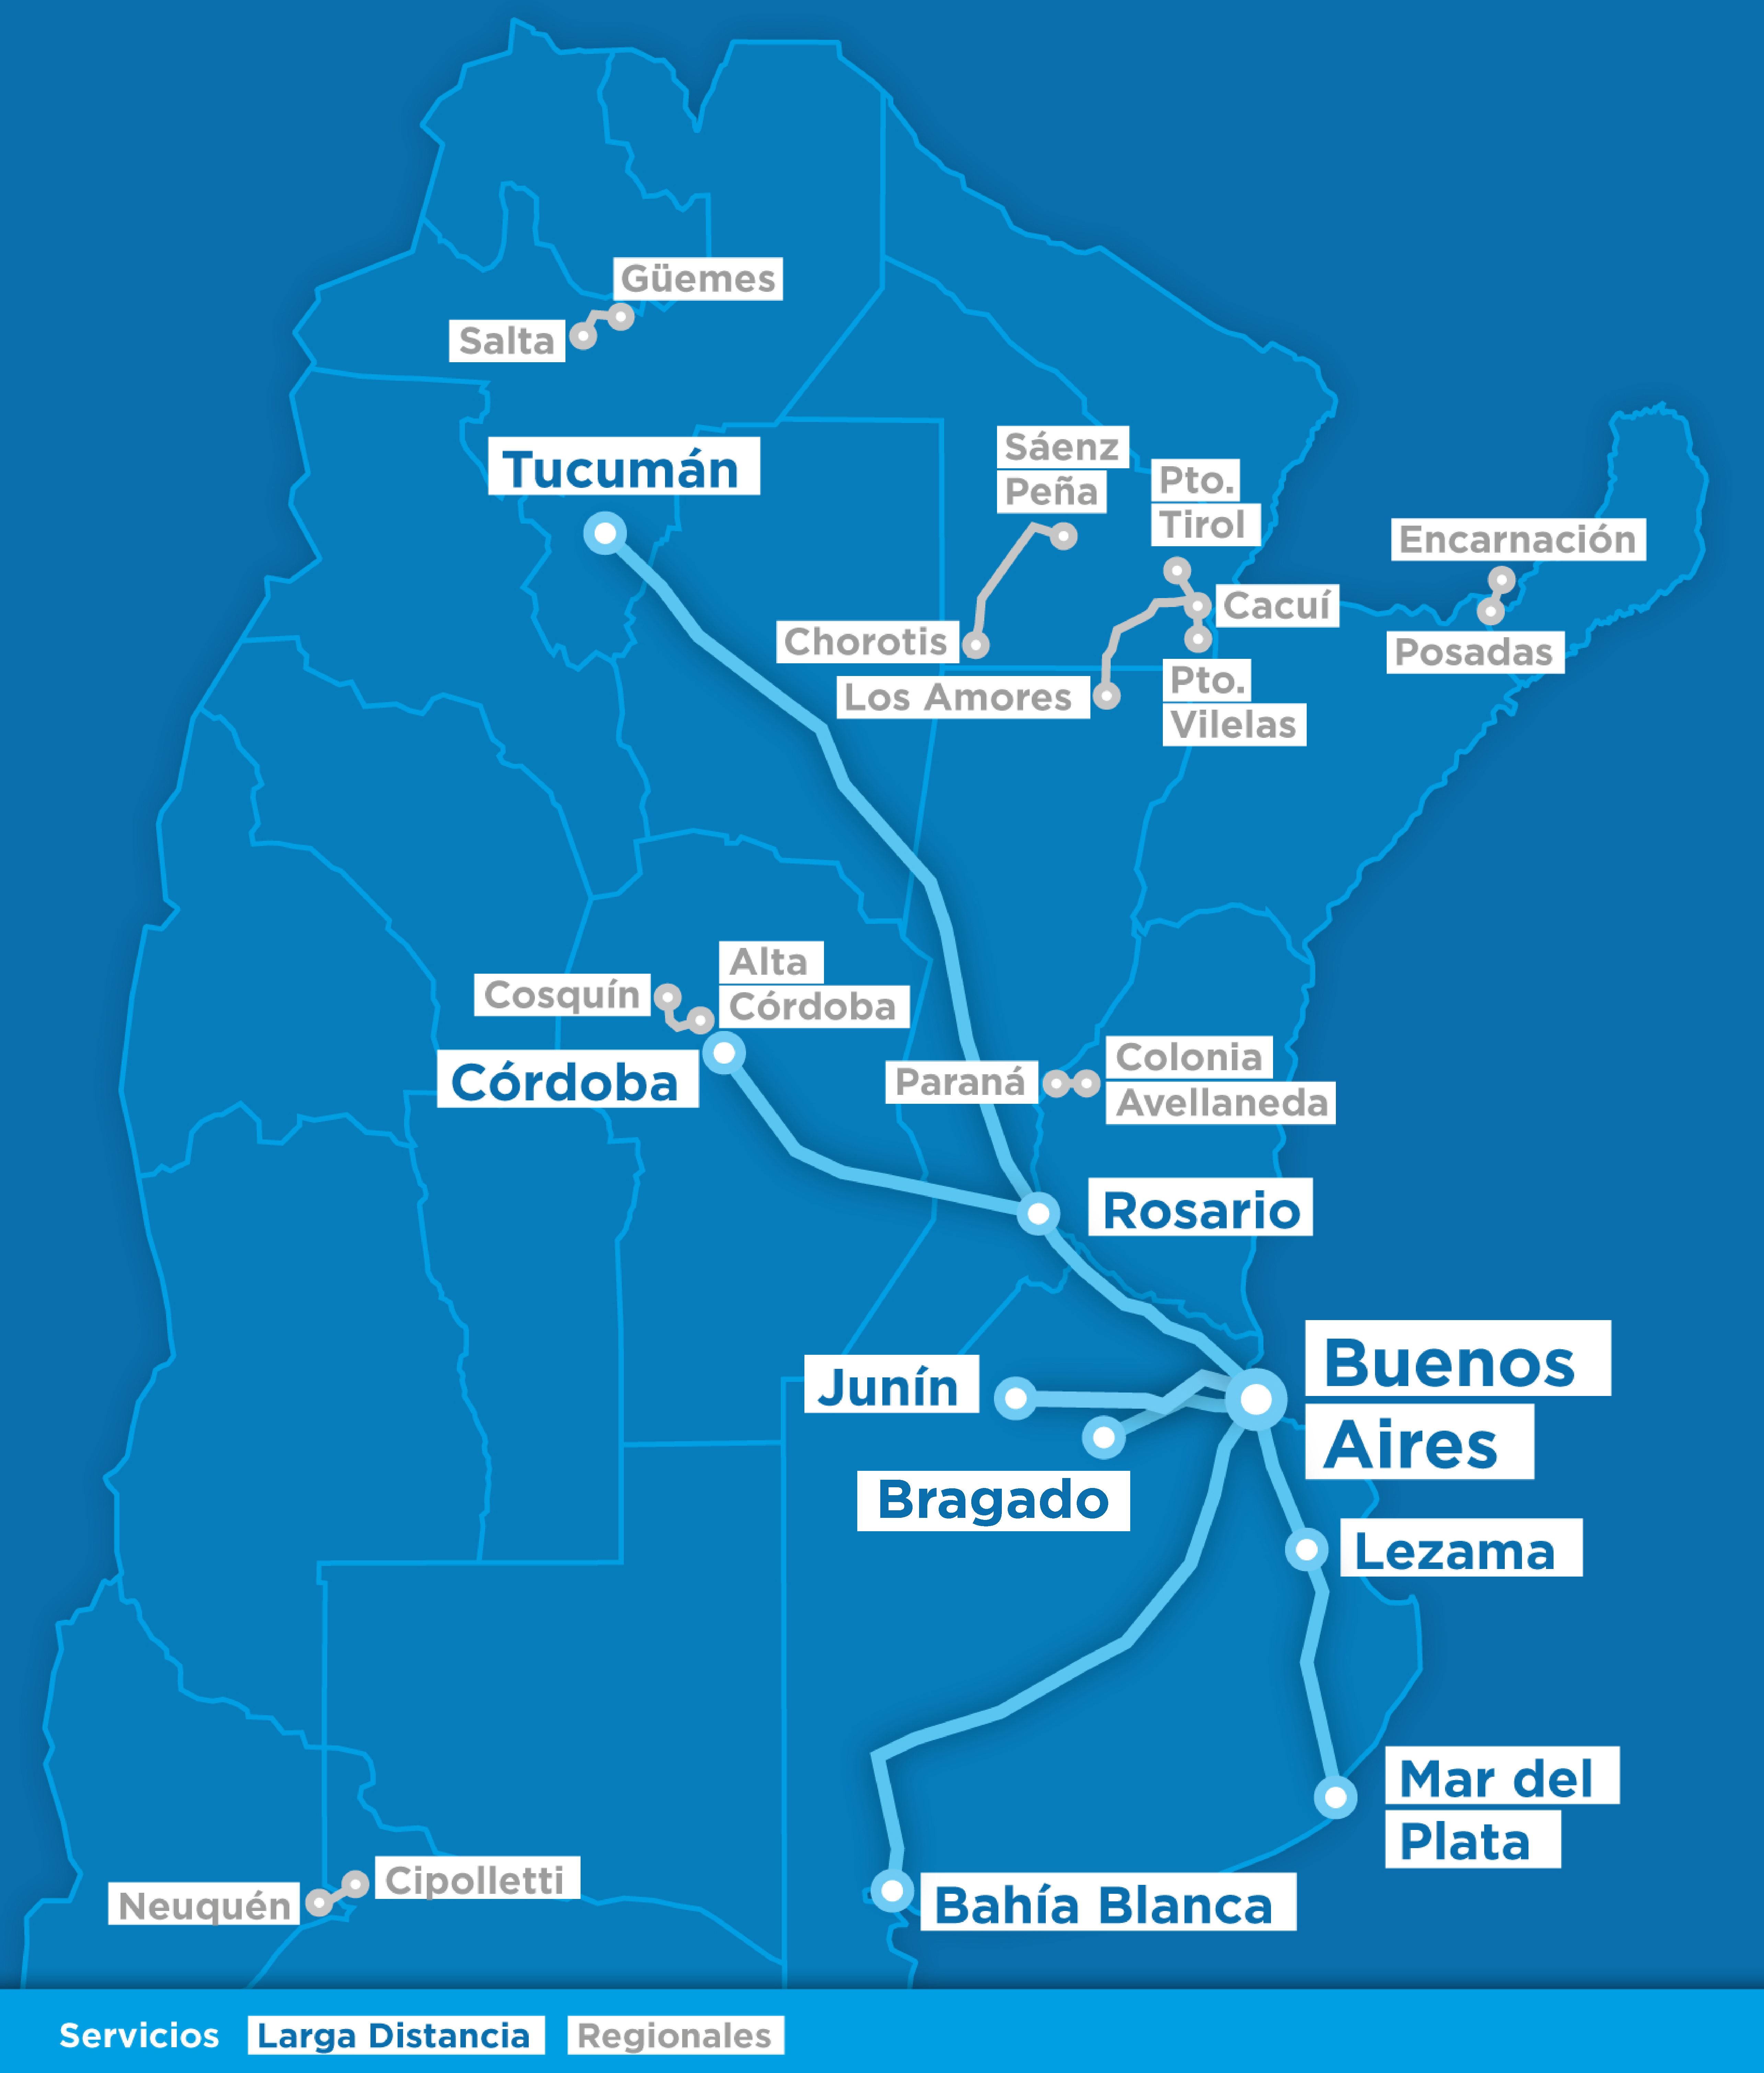 Güemes
Salta
Tucumán
Sáenz
Peña
Pto.
Tirol
Encarnación
Cacuí
Chorotis
Posadas
Los Amores
Pto.
Vilelas
Alta
Córdoba
Cosquín
Córdoba
Paraná
Colonia
Avellaneda
Rosario
Buenos
Aires
Junín
Bragado
Lezama
Mar del
Plata
Cipolletti
Neuquén
Bahía Blanca
Servicios Larga Distancia Regionales